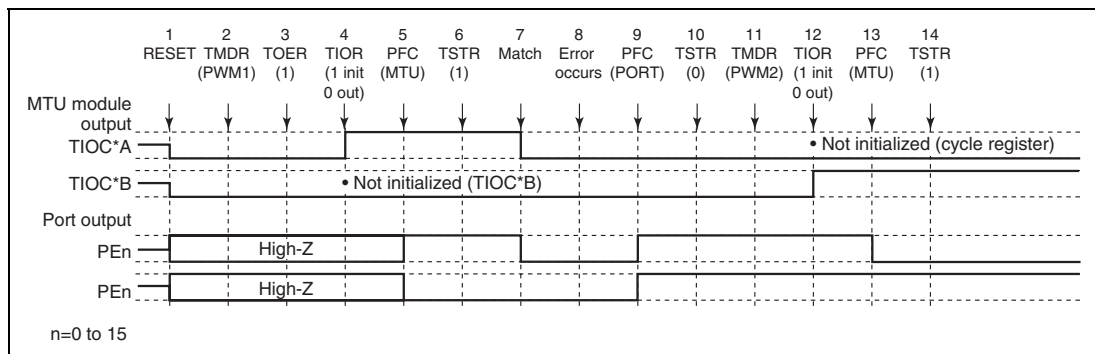 1 2 3 4 5 6 7 8 9 10 11 12 13 14
RESET TMDR TOER TIOR PFC TSTR Match Error PFC TSTR TMDR TIOR PFC TSTR
(PWM1) (1) (1 init (MTU) (1) occurs (PORT) (0) (PWM2) (1 init (MTU) (1)
0 out) 0 out)
MTU module
output
TIOC*A
• Not initialized (cycle register)
TIOC*B
• Not initialized (TIOC*B)
Port output
PEn
High-Z
PEn
High-Z
n=0 to 15